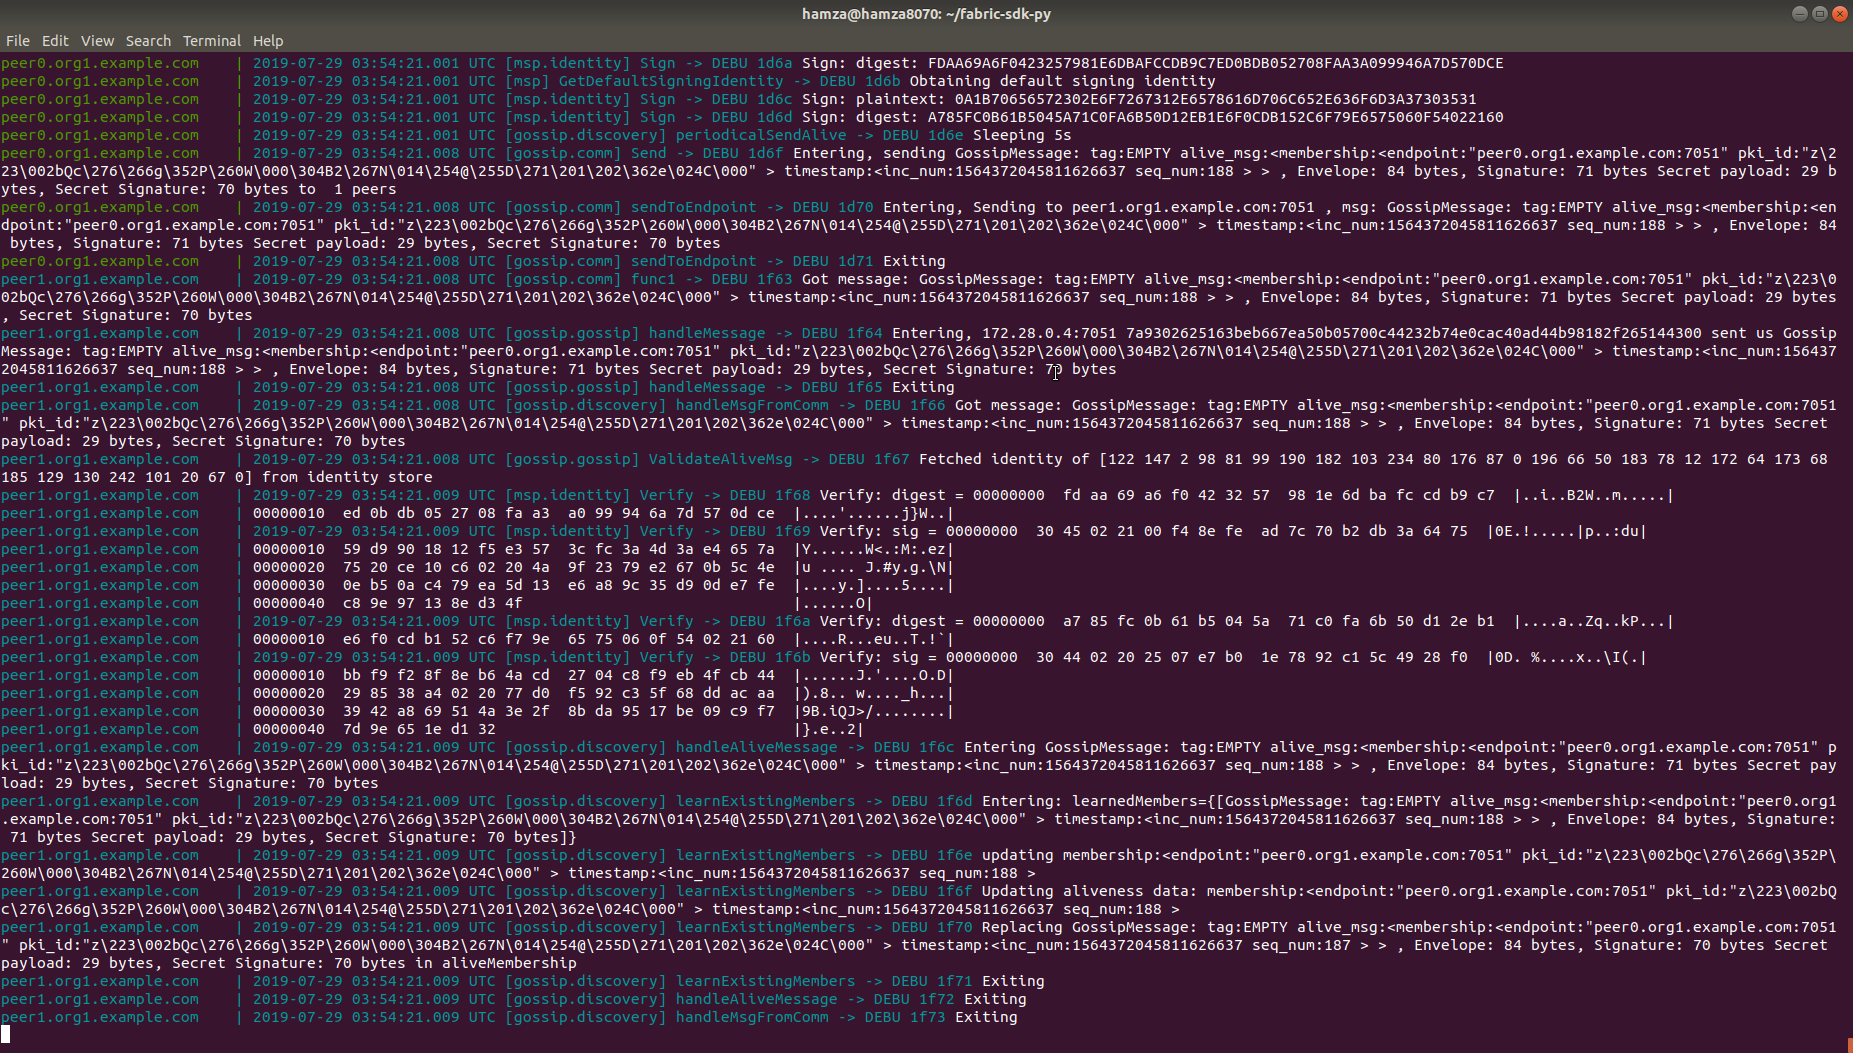 hamza@hamza8070: ~/fabric-sdk-py
File Edit View Search Terminal Help
peer0.org1.example.com    | 2019-07-29 03:54:21.001 UTC [msp.identity] Sign -> DEBU 1d6a Sign: digest: FDAA69A6F0423257981E6DBAFCCDB9C7ED0BDB052708FAA3A099946A7D570DCE
peer0.org1.example.com    | 2019-07-29 03:54:21.001 UTC [msp] GetDefaultSigningIdentity -> DEBU 1d6b Obtaining default signing identity
peer0.org1.example.com    | 2019-07-29 03:54:21.001 UTC [msp.identity] Sign -> DEBU 1d6c Sign: plaintext: 0A1B70656572302E6F7267312E6578616D706C652E636F6D3A37303531
peer0.org1.example.com    | 2019-07-29 03:54:21.001 UTC [msp.identity] Sign -> DEBU 1d6d Sign: digest: A785FC0B61B5045A71C0FA6B50D12EB1E6F0CDB152C6F79E6575060F54022160
peer0.org1.example.com    | 2019-07-29 03:54:21.001 UTC [gossip.discovery] periodicalSendAlive -> DEBU 1d6e Sleeping 5s
peer0.org1.example.com    | 2019-07-29 03:54:21.008 UTC [gossip.comm] Send -> DEBU 1d6f Entering, sending GossipMessage: tag:EMPTY alive_msg:<membership:<endpoint:"peer0.org1.example.com:7051" pki_id:"z\2
23\002bQc\276\266g\352P\260W\000\304B2\267N\014\254@\255D\271\201\202\362e\024C\000" > timestamp:<inc_num:1564372045811626637 seq_num:188 > > , Envelope: 84 bytes, Signature: 71 bytes Secret payload: 29 b
ytes, Secret Signature: 70 bytes to  1 peers
peer0.org1.example.com    | 2019-07-29 03:54:21.008 UTC [gossip.comm] sendToEndpoint -> DEBU 1d70 Entering, Sending to peer1.org1.example.com:7051 , msg: GossipMessage: tag:EMPTY alive_msg:<membership:<en
dpoint:"peer0.org1.example.com:7051" pki_id:"z\223\002bQc\276\266g\352P\260W\000\304B2\267N\014\254@\255D\271\201\202\362e\024C\000" > timestamp:<inc_num:1564372045811626637 seq_num:188 > > , Envelope: 84
 bytes, Signature: 71 bytes Secret payload: 29 bytes, Secret Signature: 70 bytes
peer0.org1.example.com    | 2019-07-29 03:54:21.008 UTC [gossip.comm] sendToEndpoint -> DEBU 1d71 Exiting
peer1.org1.example.com    | 2019-07-29 03:54:21.008 UTC [gossip.comm] func1 -> DEBU 1f63 Got message: GossipMessage: tag:EMPTY alive_msg:<membership:<endpoint:"peer0.org1.example.com:7051" pki_id:"z\223\0
02bQc\276\266g\352P\260W\000\304B2\267N\014\254@\255D\271\201\202\362e\024C\000" > timestamp:<inc_num:1564372045811626637 seq_num:188 > > , Envelope: 84 bytes, Signature: 71 bytes Secret payload: 29 bytes
, Secret Signature: 70 bytes
peer1.org1.example.com    | 2019-07-29 03:54:21.008 UTC [gossip.gossip] handleMessage -> DEBU 1f64 Entering, 172.28.0.4:7051 7a9302625163beb667ea50b05700c44232b74e0cac40ad44b98182f265144300 sent us Gossip
Message: tag:EMPTY alive_msg:<membership:<endpoint:"peer0.org1.example.com:7051" pki_id:"z\223\002bQc\276\266g\352P\260W\000\304B2\267N\014\254@\255D\271\201\202\362e\024C\000" > timestamp:<inc_num:156437
2045811626637 seq_num:188 > > , Envelope: 84 bytes, Signature: 71 bytes Secret payload: 29 bytes, Secret Signature: 70 bytes
peer1.org1.example.com    | 2019-07-29 03:54:21.008 UTC [gossip.gossip] handleMessage -> DEBU 1f65 Exiting
peer1.org1.example.com    | 2019-07-29 03:54:21.008 UTC [gossip.discovery] handleMsgFromComm -> DEBU 1f66 Got message: GossipMessage: tag:EMPTY alive_msg:<membership:<endpoint:"peer0.org1.example.com:7051
" pki_id:"z\223\002bQc\276\266g\352P\260W\000\304B2\267N\014\254@\255D\271\201\202\362e\024C\000" > timestamp:<inc_num:1564372045811626637 seq_num:188 > > , Envelope: 84 bytes, Signature: 71 bytes Secret
payload: 29 bytes, Secret Signature: 70 bytes
peer1.org1.example.com    | 2019-07-29 03:54:21.008 UTC [gossip.gossip] ValidateAliveMsg -> DEBU 1f67 Fetched identity of [122 147 2 98 81 99 190 182 103 234 80 176 87 0 196 66 50 183 78 12 172 64 173 68
185 129 130 242 101 20 67 0] from identity store
peer1.org1.example.com    | 2019-07-29 03:54:21.009 UTC [msp.identity] Verify -> DEBU 1f68 Verify: digest = 00000000  fd aa 69 a6 f0 42 32 57  98 1e 6d ba fc cd b9 c7  |..i..B2W..m.....|
peer1.org1.example.com    | 00000010  ed 0b db 05 27 08 fa a3  a0 99 94 6a 7d 57 0d ce  |....'......j}W..|
peer1.org1.example.com    | 2019-07-29 03:54:21.009 UTC [msp.identity] Verify -> DEBU 1f69 Verify: sig = 00000000  30 45 02 21 00 f4 8e fe  ad 7c 70 b2 db 3a 64 75  |0E.!.....|p..:du|
peer1.org1.example.com    | 00000010  59 d9 90 18 12 f5 e3 57  3c fc 3a 4d 3a e4 65 7a  |Y......W<.:M:.ez|
peer1.org1.example.com    | 00000020  75 20 ce 10 c6 02 20 4a  9f 23 79 e2 67 0b 5c 4e  |u .... J.#y.g.\N|
peer1.org1.example.com    | 00000030  0e b5 0a c4 79 ea 5d 13  e6 a8 9c 35 d9 0d e7 fe  |....y.]....5....|
peer1.org1.example.com    | 00000040  c8 9e 97 13 8e d3 4f                              |......O|
peer1.org1.example.com    | 2019-07-29 03:54:21.009 UTC [msp.identity] Verify -> DEBU 1f6a Verify: digest = 00000000  a7 85 fc 0b 61 b5 04 5a  71 c0 fa 6b 50 d1 2e b1  |....a..Zq..kP...|
peer1.org1.example.com    | 00000010  e6 f0 cd b1 52 c6 f7 9e  65 75 06 0f 54 02 21 60  |....R...eu..T.!`|
peer1.org1.example.com    | 2019-07-29 03:54:21.009 UTC [msp.identity] Verify -> DEBU 1f6b Verify: sig = 00000000  30 44 02 20 25 07 e7 b0  1e 78 92 c1 5c 49 28 f0  |0D. %....x..\I(.|
peer1.org1.example.com    | 00000010  bb f9 f2 8f 8e b6 4a cd  27 04 c8 f9 eb 4f cb 44  |......J.'....O.D|
peer1.org1.example.com    | 00000020  29 85 38 a4 02 20 77 d0  f5 92 c3 5f 68 dd ac aa  |).8.. w...._h...|
peer1.org1.example.com    | 00000030  39 42 a8 69 51 4a 3e 2f  8b da 95 17 be 09 c9 f7  |9B.iQJ>/........|
peer1.org1.example.com    | 00000040  7d 9e 65 1e d1 32                                 |}.e..2|
peer1.org1.example.com    | 2019-07-29 03:54:21.009 UTC [gossip.discovery] handleAliveMessage -> DEBU 1f6c Entering GossipMessage: tag:EMPTY alive_msg:<membership:<endpoint:"peer0.org1.example.com:7051" p
ki_id:"z\223\002bQc\276\266g\352P\260W\000\304B2\267N\014\254@\255D\271\201\202\362e\024C\000" > timestamp:<inc_num:1564372045811626637 seq_num:188 > > , Envelope: 84 bytes, Signature: 71 bytes Secret pay
load: 29 bytes, Secret Signature: 70 bytes
peer1.org1.example.com    | 2019-07-29 03:54:21.009 UTC [gossip.discovery] learnExistingMembers -> DEBU 1f6d Entering: learnedMembers={[GossipMessage: tag:EMPTY alive_msg:<membership:<endpoint:"peer0.org1
.example.com:7051" pki_id:"z\223\002bQc\276\266g\352P\260W\000\304B2\267N\014\254@\255D\271\201\202\362e\024C\000" > timestamp:<inc_num:1564372045811626637 seq_num:188 > > , Envelope: 84 bytes, Signature:
 71 bytes Secret payload: 29 bytes, Secret Signature: 70 bytes]}
peer1.org1.example.com    | 2019-07-29 03:54:21.009 UTC [gossip.discovery] learnExistingMembers -> DEBU 1f6e updating membership:<endpoint:"peer0.org1.example.com:7051" pki_id:"z\223\002bQc\276\266g\352P\
260W\000\304B2\267N\014\254@\255D\271\201\202\362e\024C\000" > timestamp:<inc_num:1564372045811626637 seq_num:188 >
peer1.org1.example.com    | 2019-07-29 03:54:21.009 UTC [gossip.discovery] learnExistingMembers -> DEBU 1f6f Updating aliveness data: membership:<endpoint:"peer0.org1.example.com:7051" pki_id:"z\223\002bQ
c\276\266g\352P\260W\000\304B2\267N\014\254@\255D\271\201\202\362e\024C\000" > timestamp:<inc_num:1564372045811626637 seq_num:188 >
peer1.org1.example.com    | 2019-07-29 03:54:21.009 UTC [gossip.discovery] learnExistingMembers -> DEBU 1f70 Replacing GossipMessage: tag:EMPTY alive_msg:<membership:<endpoint:"peer0.org1.example.com:7051
" pki_id:"z\223\002bQc\276\266g\352P\260W\000\304B2\267N\014\254@\255D\271\201\202\362e\024C\000" > timestamp:<inc_num:1564372045811626637 seq_num:187 > > , Envelope: 84 bytes, Signature: 70 bytes Secret
payload: 29 bytes, Secret Signature: 70 bytes in aliveMembership
peer1.org1.example.com    | 2019-07-29 03:54:21.009 UTC [gossip.discovery] learnExistingMembers -> DEBU 1f71 Exiting
peer1.org1.example.com    | 2019-07-29 03:54:21.009 UTC [gossip.discovery] handleAliveMessage -> DEBU 1f72 Exiting
peer1.org1.example.com    | 2019-07-29 03:54:21.009 UTC [gossip.discovery] handleMsgFromComm -> DEBU 1f73 Exiting